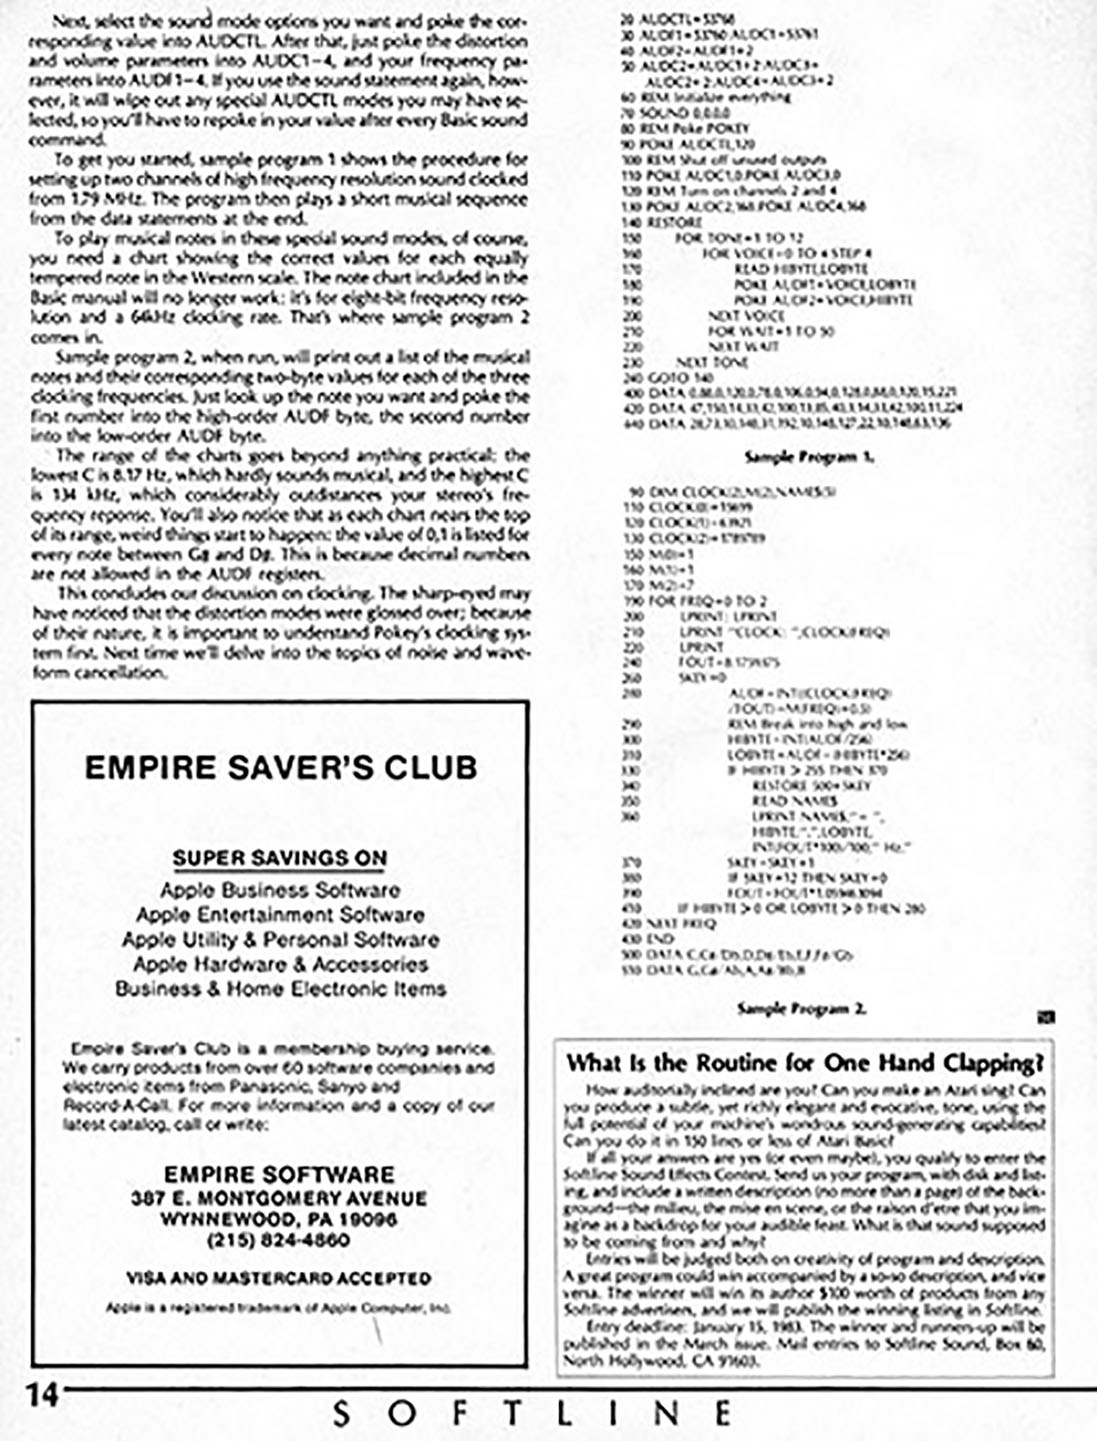 Next, select the sound mode options you want and poke the cor-
responding value into AUDCTL. After that, just poke the distortion
and volume parameters into AUDC1–4, and your frequency pa-
rameters into AUDF1–4. If you use the sound statement again, how-
ever, it will wipe out any special AUDCTL modes you may have se-
lected, so you'll have to repoke in your value after every Basic sound
command.
To get you started, sample program 1 shows the procedure for
setting up two channels of high frequency resolution sound clocked
from 1.79 MHz. The program then plays a short musical sequence
from the data statements at the end.
To play musical notes in these special sound modes, of course,
you need a chart showing the correct values for each equally
tempered note in the Western scale. The note chart included in the
Basic manual will no longer work; it's for eight-bit frequency reso-
lution and a 64kHz clocking rate. That's where sample program 2
comes in.
Sample program 2, when run, will print out a list of the musical
notes and their corresponding two-byte values for each of the three
clocking frequencies. Just look up the note you want and poke the
first number into the high-order AUDF byte, the second number
into the low-order AUDF byte.
The range of the charts goes beyond anything practical; the
lowest C is 8.17 Hz, which hardly sounds musical, and the highest C
is 134 kHz, which considerably outdistances your stereo's fre-
quency reponse. You'll also notice that as each chart nears the top
of its range, weird things start to happen: the value of 0,1 is listed for
every note between G# and D#. This is because decimal numbers
are not allowed in the AUDF registers.
This concludes our discussion on clocking. The sharp-eyed may
have noticed that the distortion modes were glossed over; because
of their nature, it is important to understand Pokey's clocking sys-
tem first. Next time we'll delve into the topics of noise and wave-
form cancellation.
EMPIRE SAVER'S CLUB
SUPER SAVINGS ON
Apple Business Software
Apple Entertainment Software
Apple Utility & Personal Software
Apple Hardware & Accessories
Business & Home Electronic Items
Empire Saver's Club is a membership buying service.
We carry products from over 60 software companies and
electronic items from Panasonic, Sanyo and
Record-A-Call. For more information and a copy of our
latest catalog, call or write:
EMPIRE SOFTWARE
387 E. MONTGOMERY AVENUE
WYNNEWOOD, PA 19096
(215) 824-4860
VISA AND MASTERCARD ACCEPTED
Apple is a registered trademark of Apple Computer, Inc.
20 AUDCTL=53768
30 AUDF1=53760:AUDC1=53761
40 AUDF2=AUDF1+2
50 AUDC2=AUDC1+2:AUDC3=
AUDC2+2:AUDC4=AUDC3+2
60 REM Initialize everything
70 SOUND 0,0,0,0
80 REM Poke POKEY
90 POKE AUDCTL,120
100 REM Shut off unused outputs
110 POKE AUDC1,0:POKE AUDC3,0
120 REM Turn on channels 2 and 4
130 POKE AUDC2,168:POKE AUDC4,168
140 RESTORE
150 FOR TONE=1 TO 12
160 FOR VOICE=0 TO 4 STEP 4
170 READ HIBYTE,LOBYTE
180 POKE AUDF1+VOICE,LOBYTE
190 POKE AUDF2+VOICE,HIBYTE
200 NEXT VOICE
210 FOR WAIT=1 TO 50
220 NEXT WAIT
230 NEXT TONE
240 GOTO 140
400 DATA
420 DATA
440 DATA
Sample Program 1.
90 DIM CLOCK(2),M(2),NAME$(5)
110 CLOCK(0)=15699
120 CLOCK(1)=63921
130 CLOCK(2)=1789789
150 M(0)=1
160 M(1)=1
170 M(2)=7
190 FOR FREQ=0 TO 2
200 LPRINT: LPRINT
210 LPRINT "CLOCK: ",CLOCK(FREQ)
220 LPRINT
240 FOUT=8.1759375
260 SKEY=0
280 AUDF=INT((CLOCK(FREQ)
/FOUT)-M(FREQ)+0.5)
290 REM Break into high and low
300 HIBYTE=INT(AUDF/256)
310 LOBYTE=AUDF-(HIBYTE*256)
330 IF HIBYTE > 255 THEN 370
340 RESTORE 500+SKEY
350 READ NAME$
360 LPRINT NAME$," = ",
HIBYTE,",",LOBYTE,
INT(FOUT*100)/100;" Hz."
370 SKEY=SKEY+1
380 IF SKEY=12 THEN SKEY=0
390 FOUT=FOUT*1.059463094
410 IF HIBYTE > 0 OR LOBYTE > 0 THEN 280
420 NEXT FREQ
430 END
500 DATA C,C#/Db,D,D#/Eb,E,F,F#/Gb
510 DATA G,G#/Ab,A,A#/Bb,B
Sample Program 2.
What Is the Routine for One Hand Clapping?
How auditorially inclined are you? Can you make an Atari sing? Can
you produce a subtle, yet richly elegant and evocative, tone, using the
full potential of your machine's wondrous sound-generating capabilities?
Can you do it in 150 lines or less of Atari Basic?
If all your answers are yes (or even maybe), you qualify to enter the
Softline Sound Effects Contest. Send us your program, with disk and list-
ing, and include a written description (no more than a page) of the back-
ground—the milieu, the mise en scene, or the raison d'etre that you im-
agine as a backdrop for your audible feast. What is that sound supposed
to be coming from and why?
Entries will be judged both on creativity of program and description.
A great program could win accompanied by a so-so description, and vice
versa. The winner will win its author $100 worth of products from any
Softline advertisers, and we will publish the winning listing in Softline.
Entry deadline: January 15, 1983. The winner and runners-up will be
published in the March issue. Mail entries to Softline Sound, Box 60,
North Hollywood, CA 91603.
14
SOFTLINE